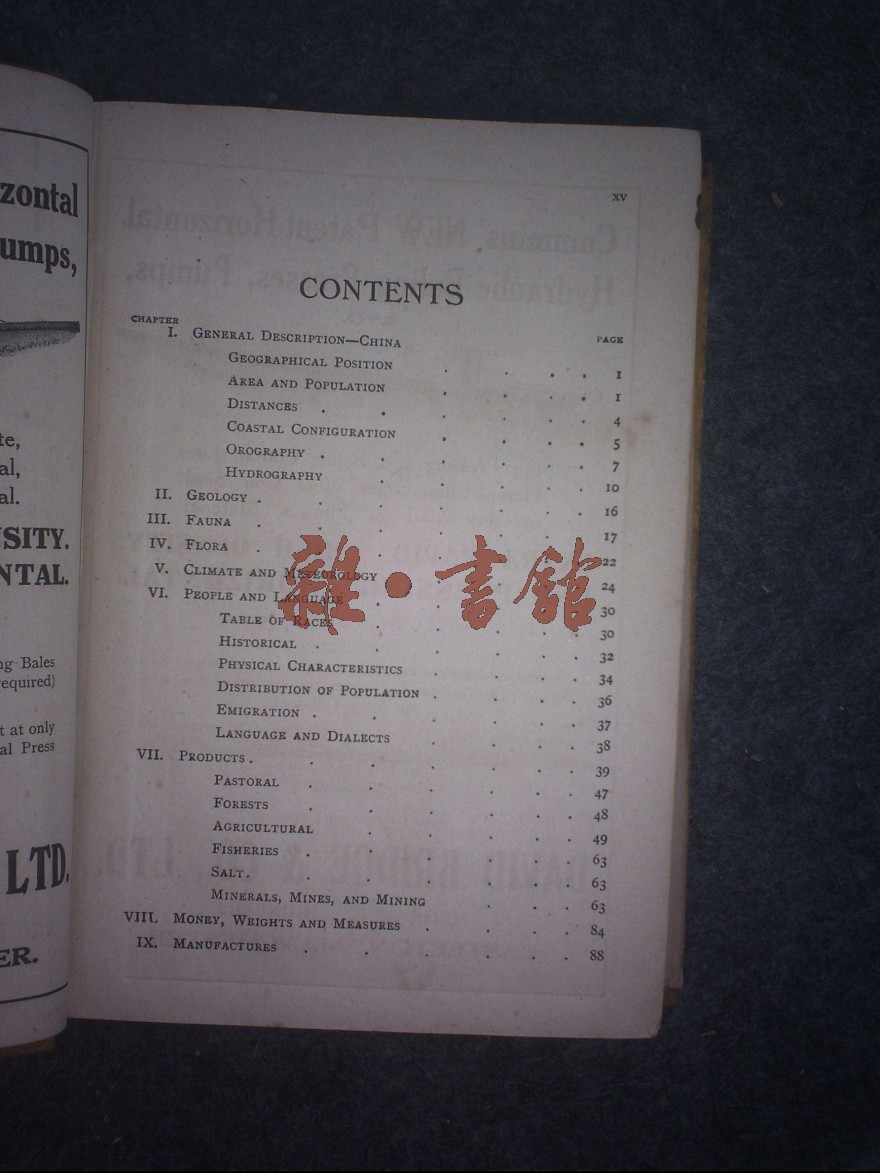 zontal
umps,
te,
al,
al.
SITY.
NTAL.
ng Bales
equired)
t at only
al Press
LTD.
ER.
xv
CONTENTS
CHAPTER PAGE
I. GENERAL DESCRIPTION—CHINA
GEOGRAPHICAL POSITION . . . . 1
AREA AND POPULATION . . . . 1
DISTANCES . . . . . . 4
COASTAL CONFIGURATION . . . . 5
OROGRAPHY . . . . . . 7
HYDROGRAPHY . . . . . 10
II. GEOLOGY . . . . . . . 16
III. FAUNA . . . . . . . 17
IV. FLORA . . . . . . . 22
V. CLIMATE AND METEOROLOGY . . . . 24
VI. PEOPLE AND LANGUAGE . . . . . 30
TABLE OF RACES . . . . . 30
HISTORICAL . . . . . . 32
PHYSICAL CHARACTERISTICS . . . . 34
DISTRIBUTION OF POPULATION . . . . 36
EMIGRATION . . . . . . 37
LANGUAGE AND DIALECTS . . . . 38
VII. PRODUCTS . . . . . . . 39
PASTORAL . . . . . . 47
FORESTS . . . . . . 48
AGRICULTURAL . . . . . 49
FISHERIES . . . . . . 63
SALT . . . . . . . 63
MINERALS, MINES, AND MINING . . . 63
VIII. MONEY, WEIGHTS AND MEASURES . . . . 84
IX. MANUFACTURES . . . . . . 88
雜·書館